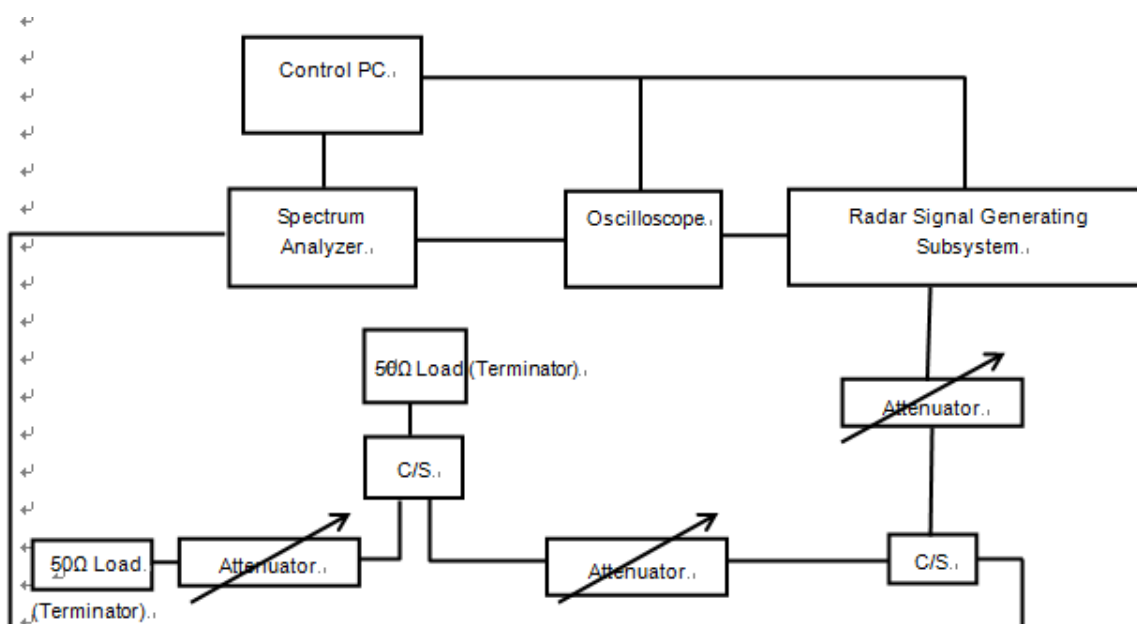 Control PC.
Spectrum
Analyzer.
Oscilloscope.
Radar Signal Generating
Subsystem.
50Ω Load (Terminator).
Attenuator.
C/S.
50Ω Load.
(Terminator).
Attenuator.
Attenuator.
C/S.